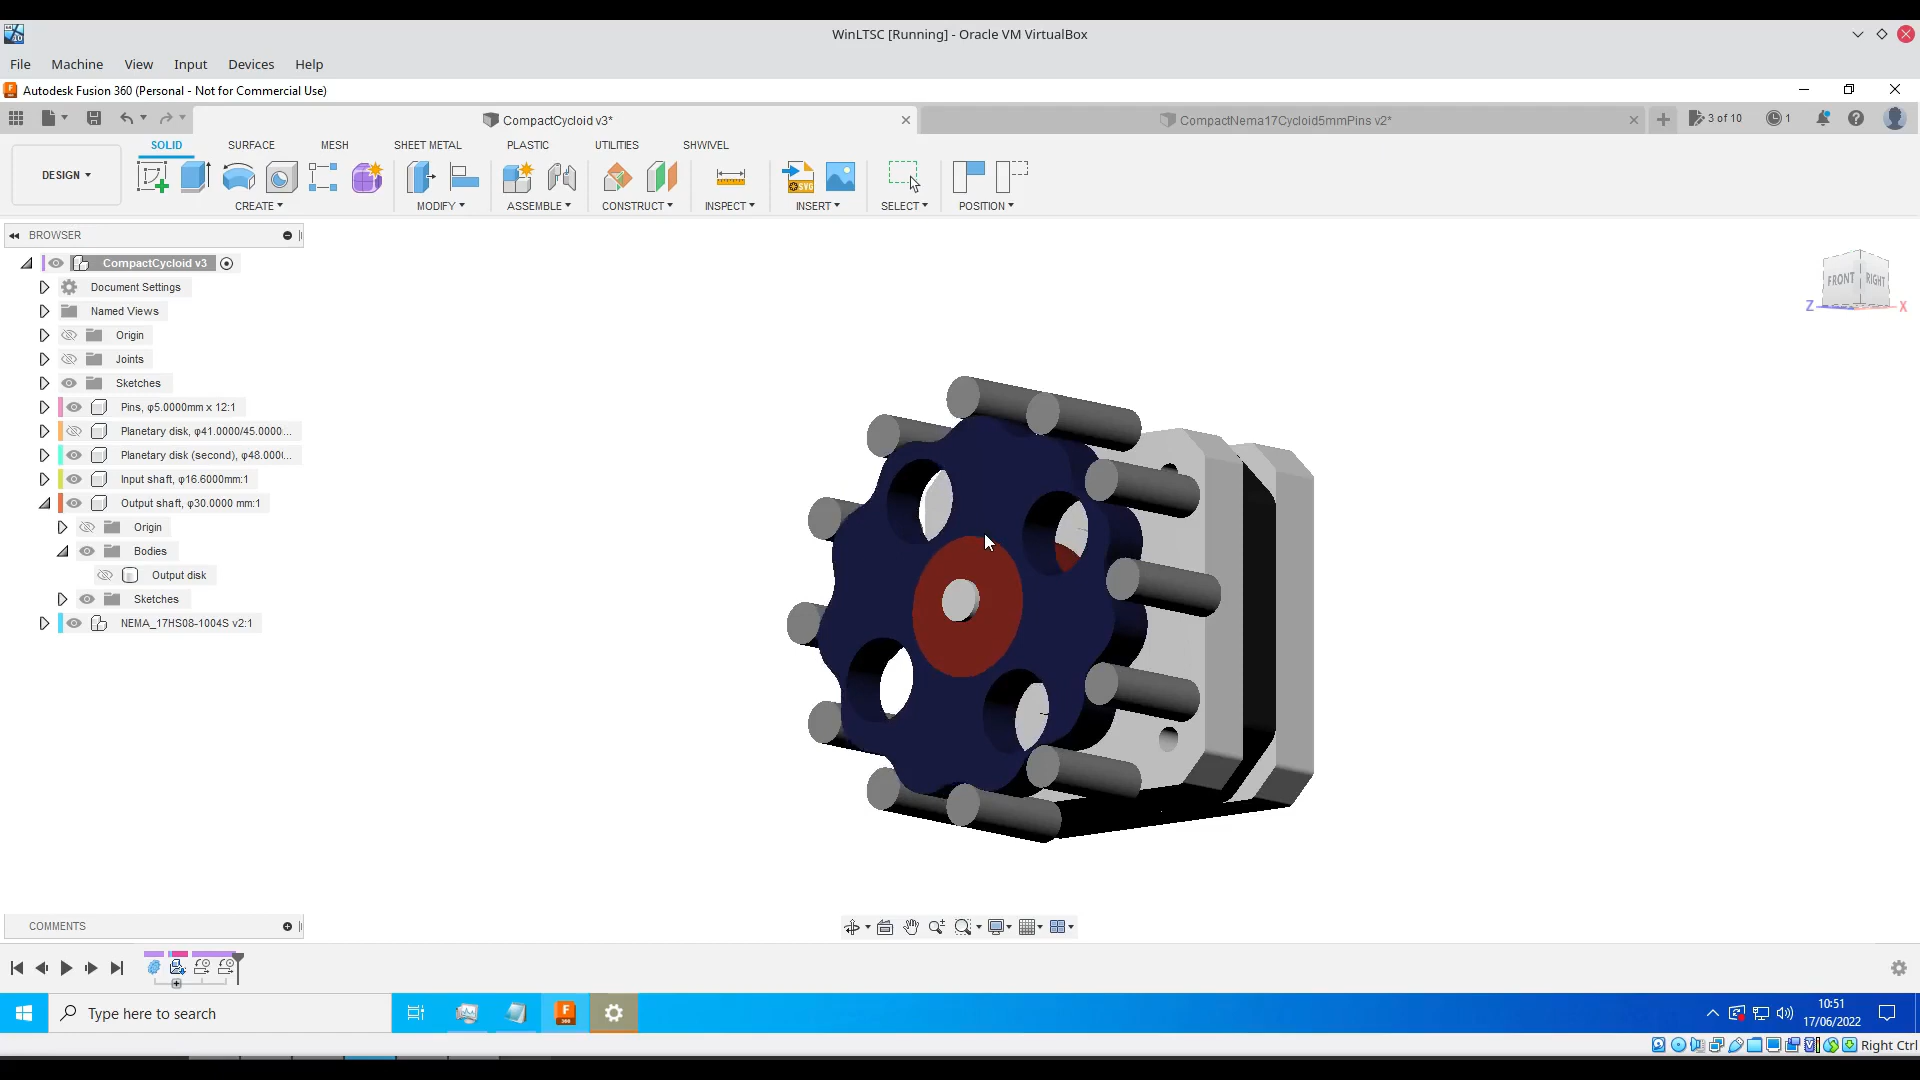 WinLTSC [Running] - Oracle VM VirtualBox
File Machine View Input Devices Help
Autodesk Fusion 360 (Personal - Not for Commercial Use)
CompactCycloid v3*
CompactNema17Cycloid5mmPins v2*
3 of 10
1
SOLID SURFACE MESH SHEET METAL PLASTIC UTILITIES SHWIVEL
DESIGN
CREATE MODIFY ASSEMBLE CONSTRUCT INSPECT INSERT SELECT POSITION
SVG
BROWSER
CompactCycloid v3
Document Settings
Named Views
Origin
Joints
Sketches
Pins, φ5.0000mm x 12:1
Planetary disk, φ41.0000/45.0000:...
Planetary disk (second), φ48.000(...
Input shaft, φ16.6000mm:1
Output shaft, φ30.0000 mm:1
Origin
Bodies
Output disk
Sketches
NEMA_17HS08-1004S v2:1
FRONT RIGHT
Z X
COMMENTS
Type here to search
10:51
17/06/2022
Right Ctrl